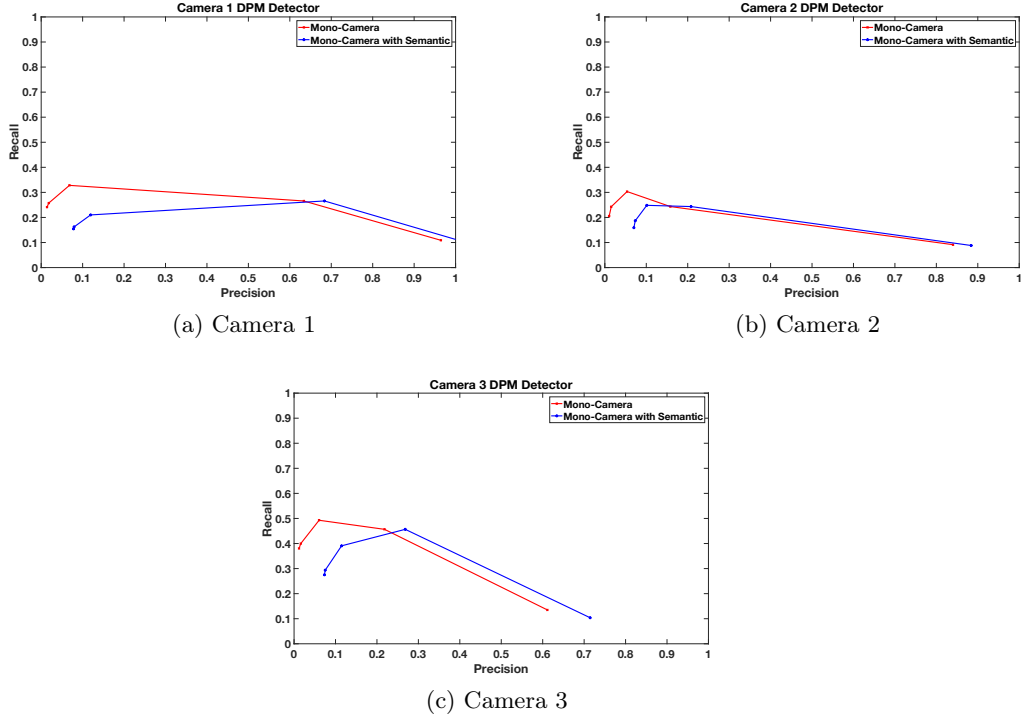 Camera 1 DPM Detector
Mono-Camera
Mono-Camera with Semantic
Recall
1
0.9
0.8
0.7
0.6
0.5
0.4
0.3
0.2
0.1
0
0 0.1 0.2 0.3 0.4 0.5 0.6 0.7 0.8 0.9 1
Precision
(a) Camera 1
Camera 2 DPM Detector
Mono-Camera
Mono-Camera with Semantic
Recall
1
0.9
0.8
0.7
0.6
0.5
0.4
0.3
0.2
0.1
0
0 0.1 0.2 0.3 0.4 0.5 0.6 0.7 0.8 0.9 1
Precision
(b) Camera 2
Camera 3 DPM Detector
Mono-Camera
Mono-Camera with Semantic
Recall
1
0.9
0.8
0.7
0.6
0.5
0.4
0.3
0.2
0.1
0
0 0.1 0.2 0.3 0.4 0.5 0.6 0.7 0.8 0.9 1
Precision
(c) Camera 3